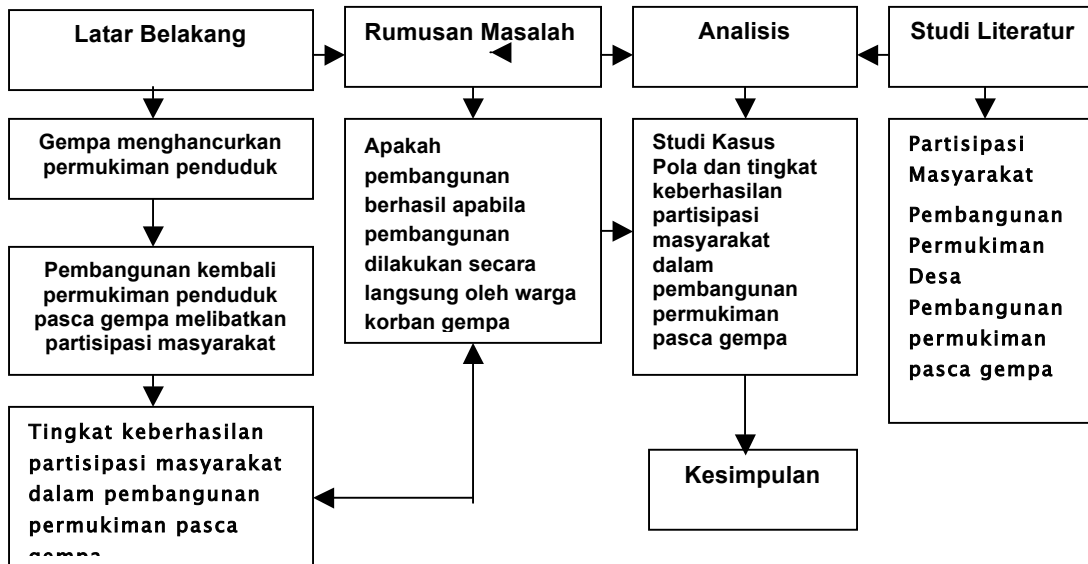 Latar Belakang
Gempa menghancurkan
permukiman penduduk
Pembangunan kembali
permukiman penduduk
pasca gempa melibatkan
partisipasi masyarakat
Tingkat keberhasilan
partisipasi masyarakat
dalam pembangunan
permukiman pasca
gempa
Rumusan Masalah
Apakah
pembangunan
berhasil apabila
pembangunan
dilakukan secara
langsung oleh warga
korban gempa
Analisis
Studi Kasus
Pola dan tingkat
keberhasilan
partisipasi
masyarakat
dalam
pembangunan
permukiman
pasca gempa
Kesimpulan
Studi Literatur
Partisipasi
Masyarakat
Pembangunan
Permukiman
Desa
Pembangunan
permukiman
pasca gempa